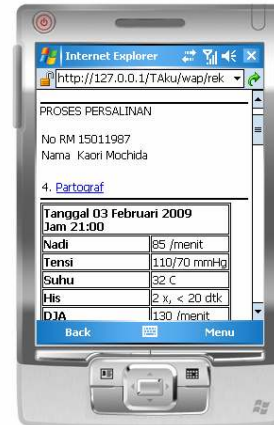 Internet Explorer
http://127.0.0.1/TAku/wap/rek
PROSES PERSALINAN
No RM 15011987
Nama Kaori Mochida
4. Partograf
Tanggal 03 Februari 2009
Jam 21:00
Nadi 85 /menit
Tensi 110/70 mmHg
Suhu 32 C
His 2 x, < 20 dtk
DJA 130 /menit
Back Menu